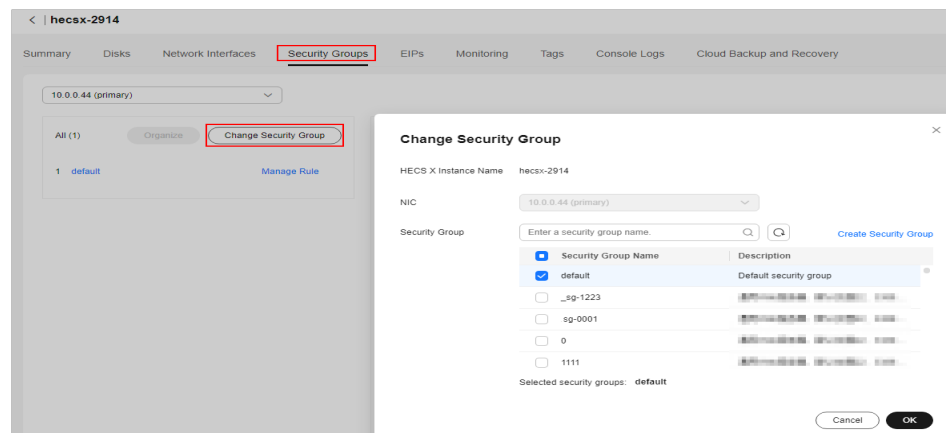 < | hecsx-2914
Summary Disks Network Interfaces Security Groups EIPs Monitoring Tags Console Logs Cloud Backup and Recovery
10.0.0.44 (primary)
All (1) Organize Change Security Group
1 default Manage Rule
Change Security Group
HECS X Instance Name hecsx-2914
NIC 10.0.0.44 (primary)
Security Group Enter a security group name. Create Security Group
Security Group Name Description
default Default security group
_sg-1223
sg-0001
0
1111
Selected security groups: default
Cancel OK